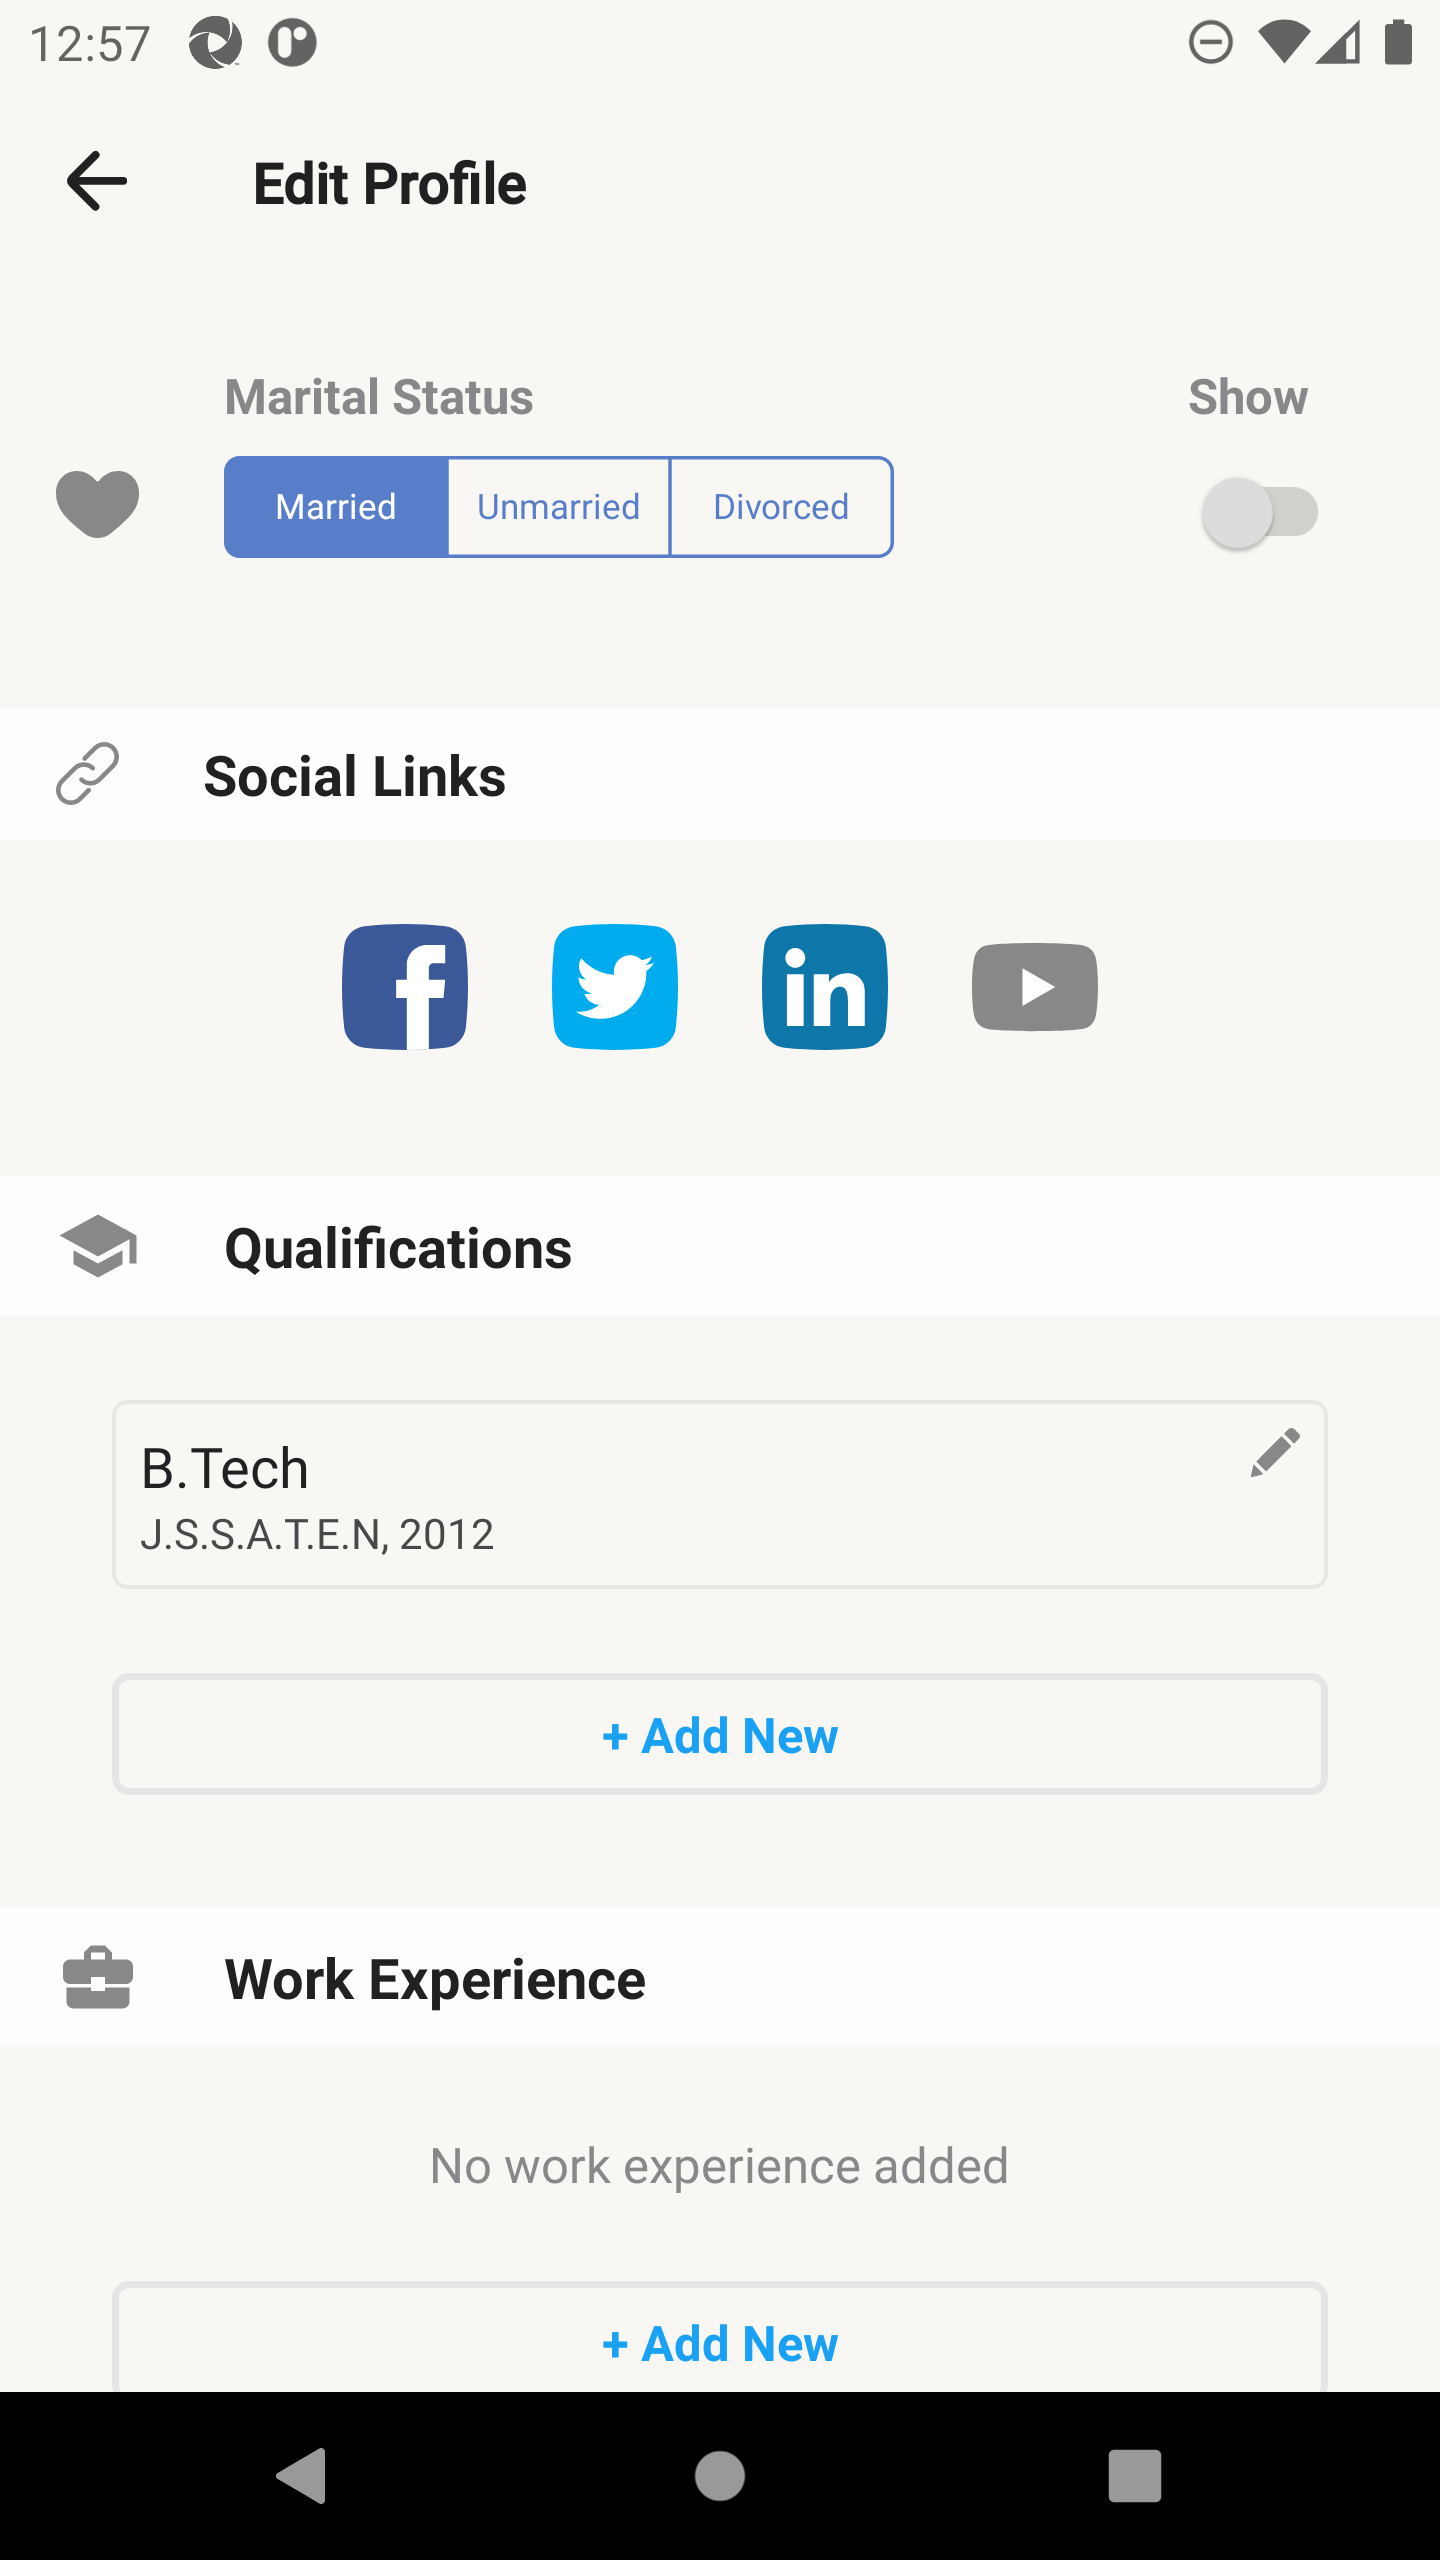 12:57
Edit Profile
Marital Status
Show
Married
Unmarried
Divorced
Social Links
Qualifications
B.Tech
J.S.S.A.T.E.N, 2012
+ Add New
Work Experience
No work experience added
+ Add New